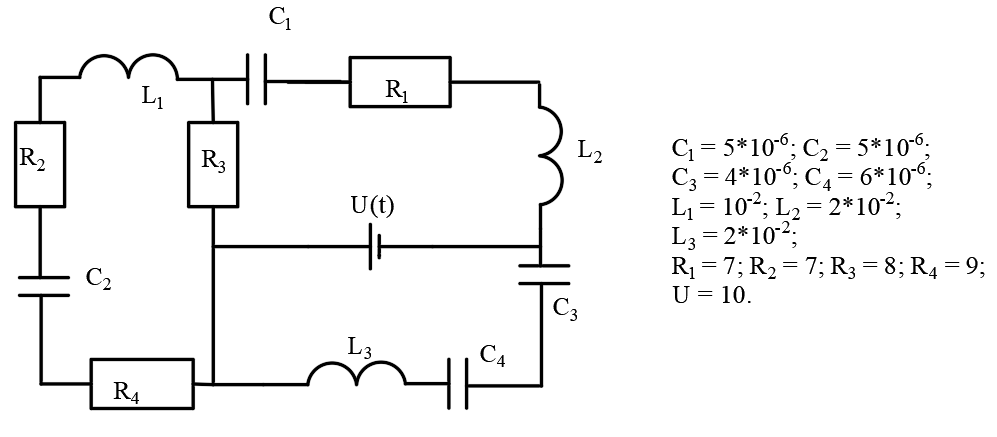 C₁
L₁
R₁
R₂
R₃
L₂
U(t)
C₂
C₃
L₃
C₄
R₄
C₁ = 5*10⁻⁶; C₂ = 5*10⁻⁶;
C₃ = 4*10⁻⁶; C₄ = 6*10⁻⁶;
L₁ = 10⁻²; L₂ = 2*10⁻²;
L₃ = 2*10⁻²;
R₁ = 7; R₂ = 7; R₃ = 8; R₄ = 9;
U = 10.